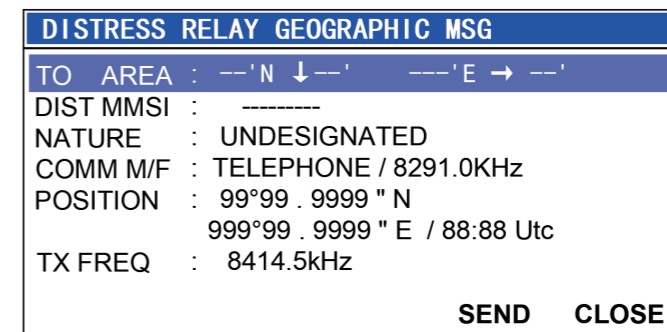 DISTRESS RELAY GEOGRAPHIC MSG
TO AREA : --'N ↓--' ---'E → --'
DIST MMSI : ---------
NATURE : UNDESIGNATED
COMM M/F : TELEPHONE / 8291.0KHz
POSITION : 99°99 . 9999 " N
999°99 . 9999 " E / 88:88 Utc
TX FREQ : 8414.5kHz
SEND CLOSE